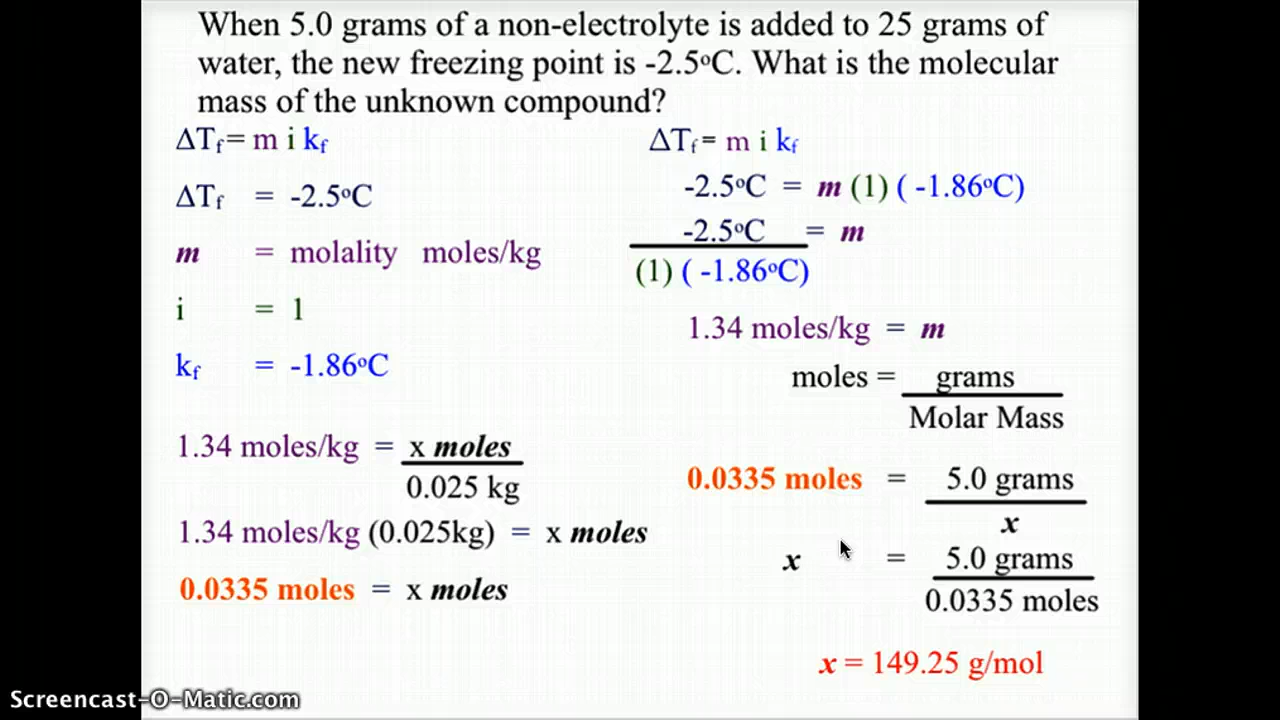 When 5.0 grams of a non-electrolyte is added to 25 grams of
water, the new freezing point is -2.5ºC. What is the molecular
mass of the unknown compound?
ΔTf= m i kf
ΔTf = -2.5ºC
m = molality moles/kg
i = 1
kf = -1.86ºC
1.34 moles/kg = x moles
0.025 kg
1.34 moles/kg (0.025kg) = x moles
0.0335 moles = x moles
ΔTf= m i kf
-2.5ºC = m (1) ( -1.86ºC)
-2.5ºC = m
(1) ( -1.86ºC)
1.34 moles/kg = m
moles = grams
Molar Mass
0.0335 moles = 5.0 grams
x
x = 5.0 grams
0.0335 moles
x = 149.25 g/mol
Screencast-O-Matic.com